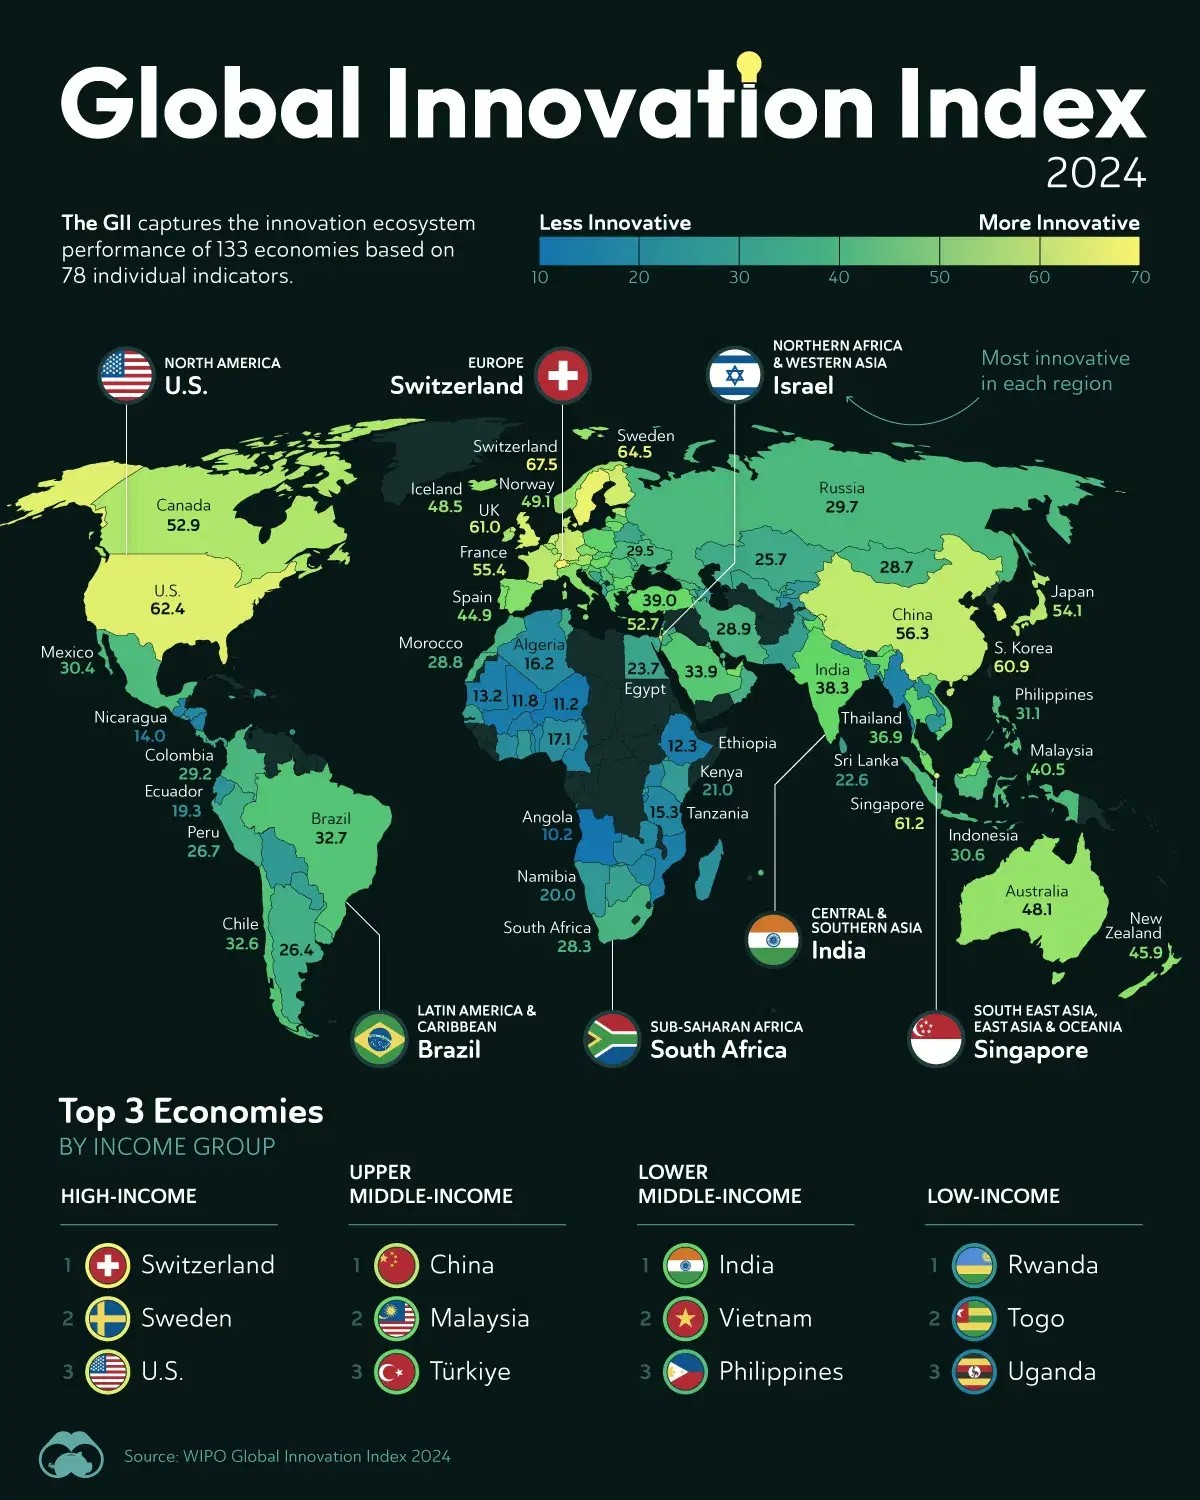 Global Innovation Index
2024
The GII captures the innovation ecosystem
performance of 133 economies based on
78 individual indicators.
Less Innovative
More Innovative
10
20
30
40
50
60
70
NORTH AMERICA
U.S.
EUROPE
Switzerland
NORTHERN AFRICA
& WESTERN ASIA
Israel
Most innovative
in each region
Switzerland
67.5
Sweden
64.5
Iceland
48.5
Norway
49.1
UK
61.0
France
55.4
Spain
44.9
Morocco
28.8
Canada
52.9
U.S.
62.4
Mexico
30.4
Nicaragua
14.0
Colombia
29.2
Ecuador
19.3
Peru
26.7
Brazil
32.7
Chile
32.6
26.4
Russia
29.7
29.5
25.7
28.7
39.0
52.7
28.9
China
56.3
Japan
54.1
S. Korea
60.9
Algeria
16.2
23.7
Egypt
33.9
13.2
11.8
11.2
17.1
12.3
Ethiopia
Kenya
21.0
15.3
Tanzania
Angola
10.2
Namibia
20.0
South Africa
28.3
India
38.3
Thailand
36.9
Sri Lanka
22.6
Singapore
61.2
Philippines
31.1
Malaysia
40.5
Indonesia
30.6
Australia
48.1
New
Zealand
45.9
CENTRAL &
SOUTHERN ASIA
India
LATIN AMERICA &
CARIBBEAN
Brazil
SUB-SAHARAN AFRICA
South Africa
SOUTH EAST ASIA,
EAST ASIA & OCEANIA
Singapore
Top 3 Economies
BY INCOME GROUP
HIGH-INCOME
1 Switzerland
2 Sweden
3 U.S.
UPPER
MIDDLE-INCOME
1 China
2 Malaysia
3 Türkiye
LOWER
MIDDLE-INCOME
1 India
2 Vietnam
3 Philippines
LOW-INCOME
1 Rwanda
2 Togo
3 Uganda
Source: WIPO Global Innovation Index 2024